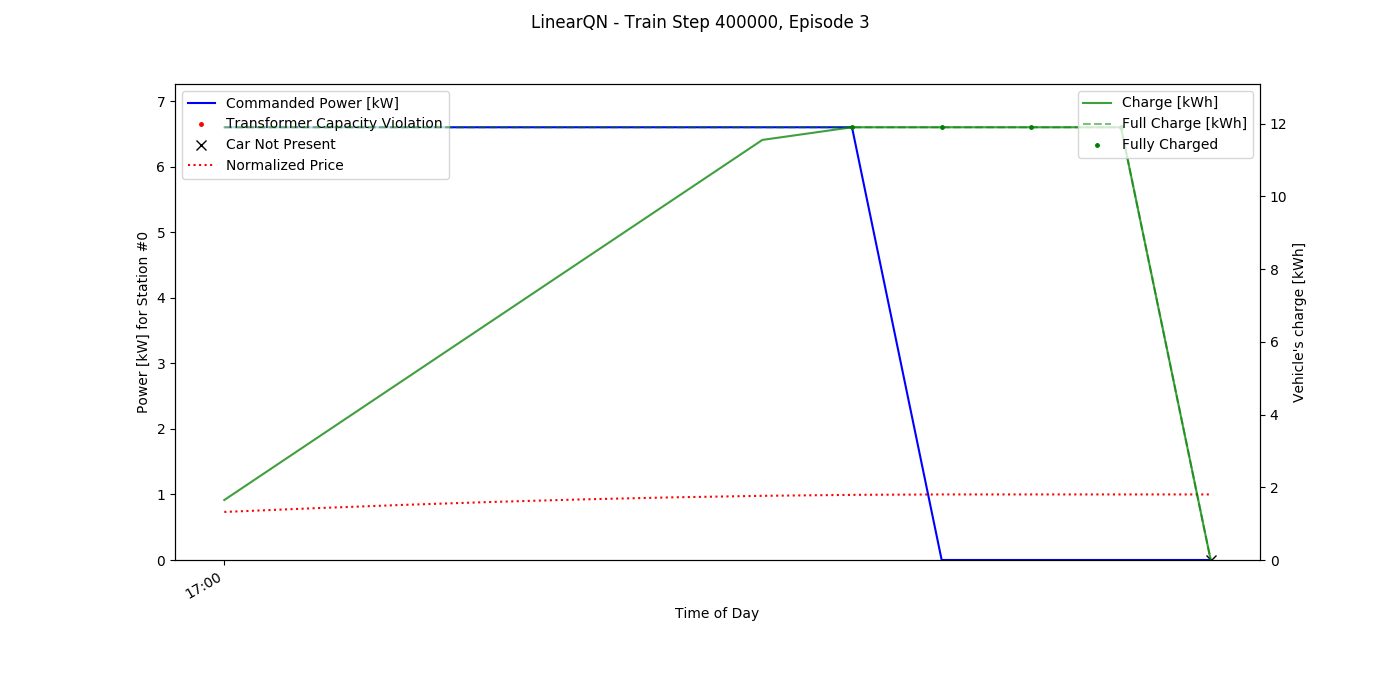 LinearQN - Train Step 400000, Episode 3
Commanded Power [kW]
Transformer Capacity Violation
Car Not Present
Normalized Price
Charge [kWh]
Full Charge [kWh]
Fully Charged
7
6
5
4
3
2
1
0
Power [kW] for Station #0
12
10
8
6
4
2
0
Vehicle's charge [kWh]
17:00
Time of Day